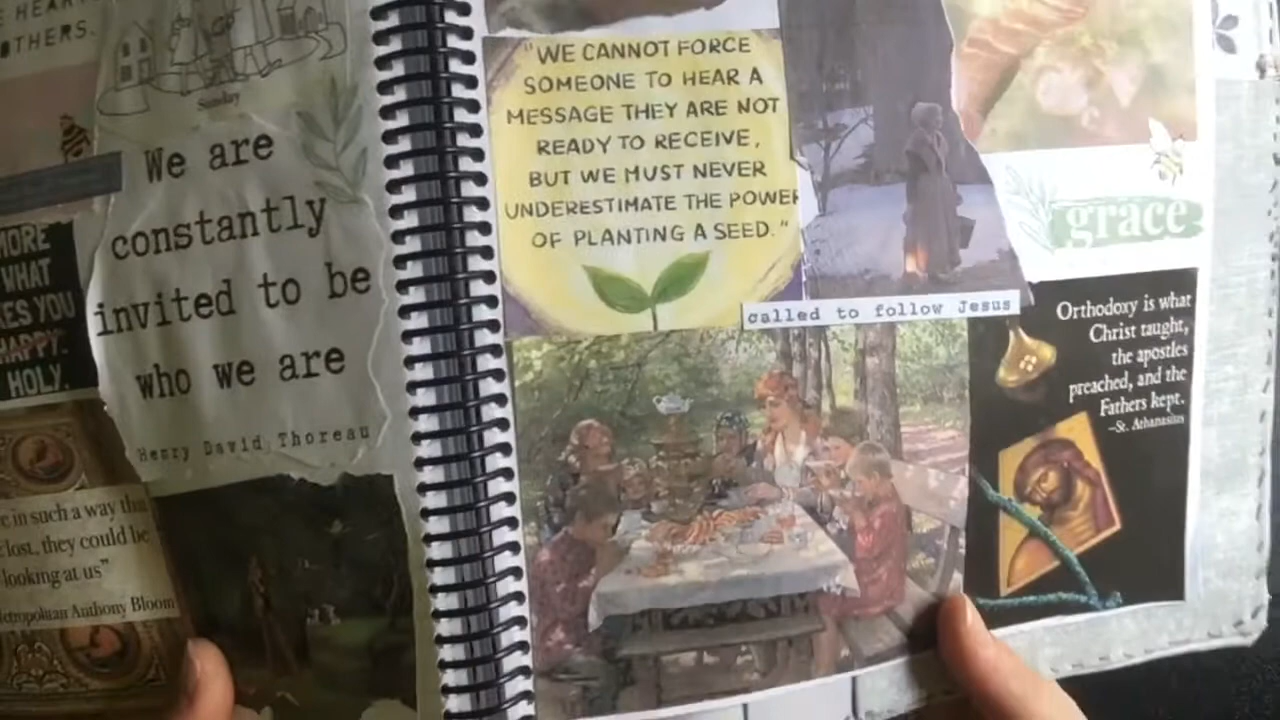 E HEAR
OTHERS.
Sunday
We are
constantly
invited to be
who we are
Henry David Thoreau
MORE
WHAT
ES YOU
HAPPY.
HOLY.
e in such a way
lost, they could be
looking at us"
etropolitan Anthony Bloom
"WE CANNOT FORCE
SOMEONE TO HEAR A
MESSAGE THEY ARE NOT
READY TO RECEIVE,
BUT WE MUST NEVER
UNDERESTIMATE THE POWER
OF PLANTING A SEED."
called to follow Jesus
grace
Orthodoxy is what
Christ taught,
the apostles
preached, and the
Fathers kept.
–St. Athanasius